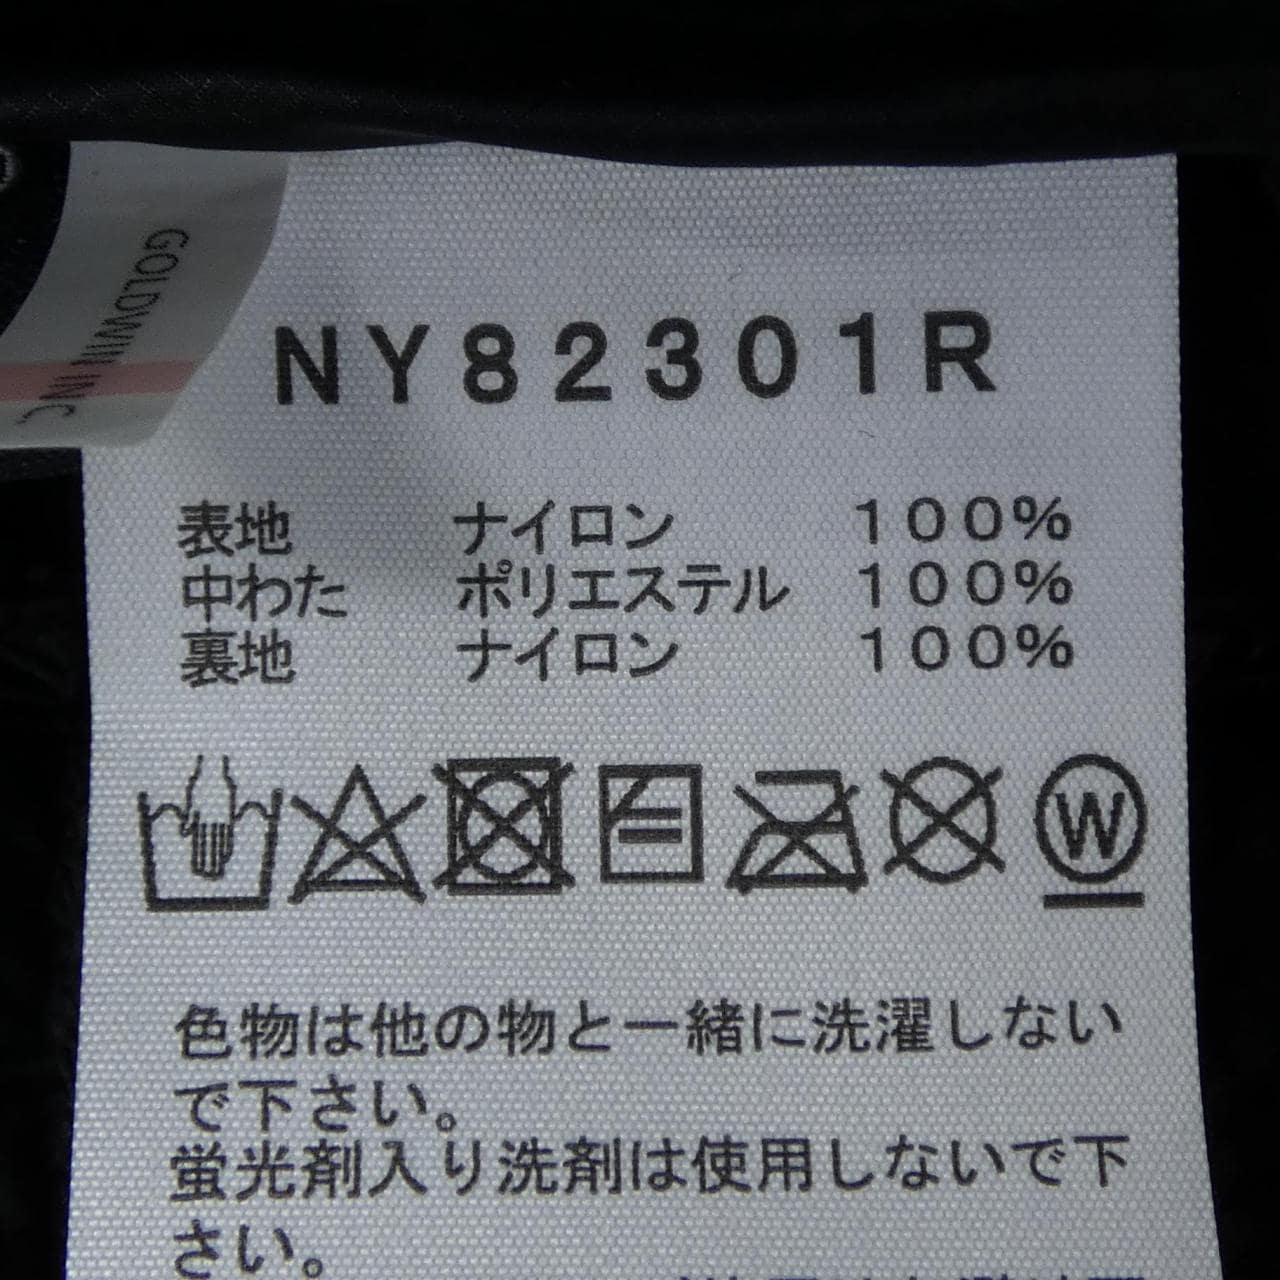 GOLDWIN INC.
NY82301R
表地 ナイロン 100%
中わた ポリエステル 100%
裏地 ナイロン 100%
W
色物は他の物と一緒に洗濯しない
で下さい。
蛍光剤入り洗剤は使用しないで下
さい。